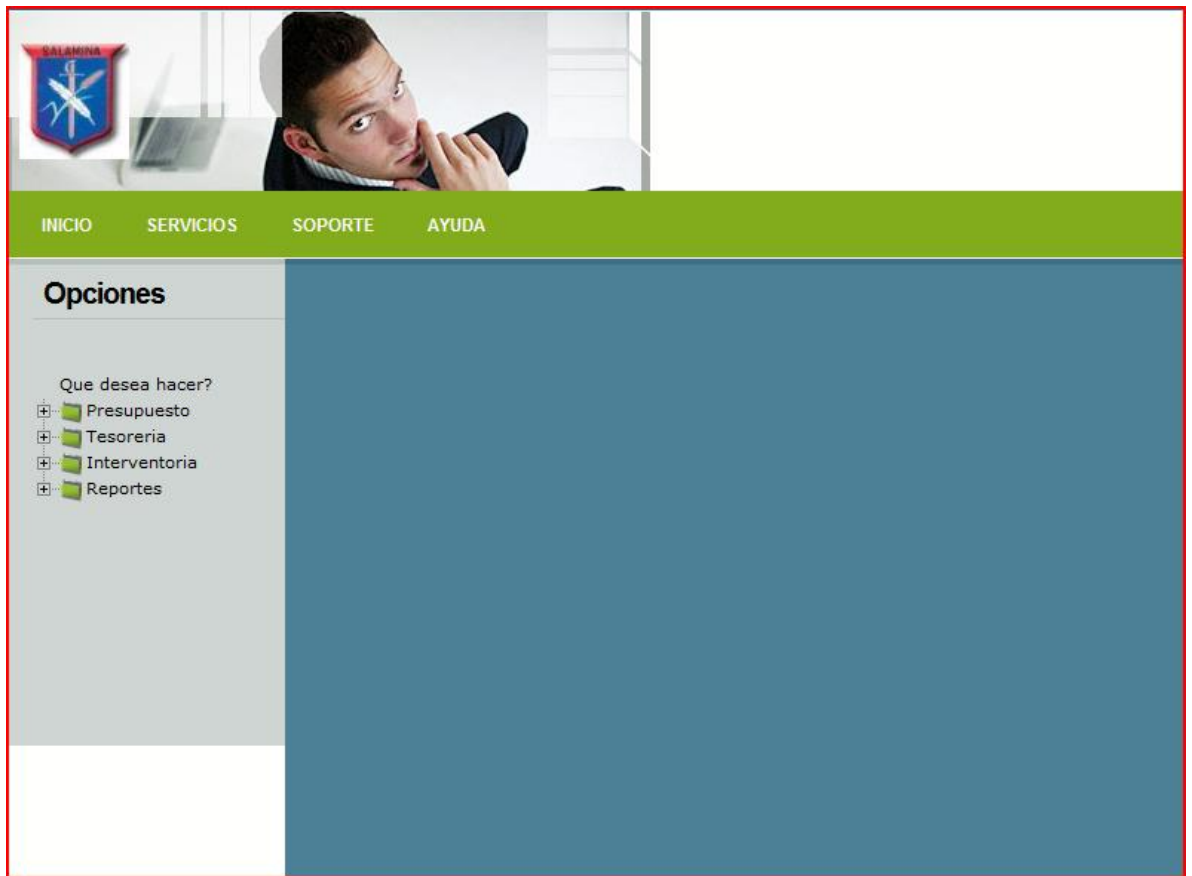 SALAMINA
INICIO SERVICIOS SOPORTE AYUDA
Opciones
Que desea hacer?
Presupuesto
Tesoreria
Interventoria
Reportes